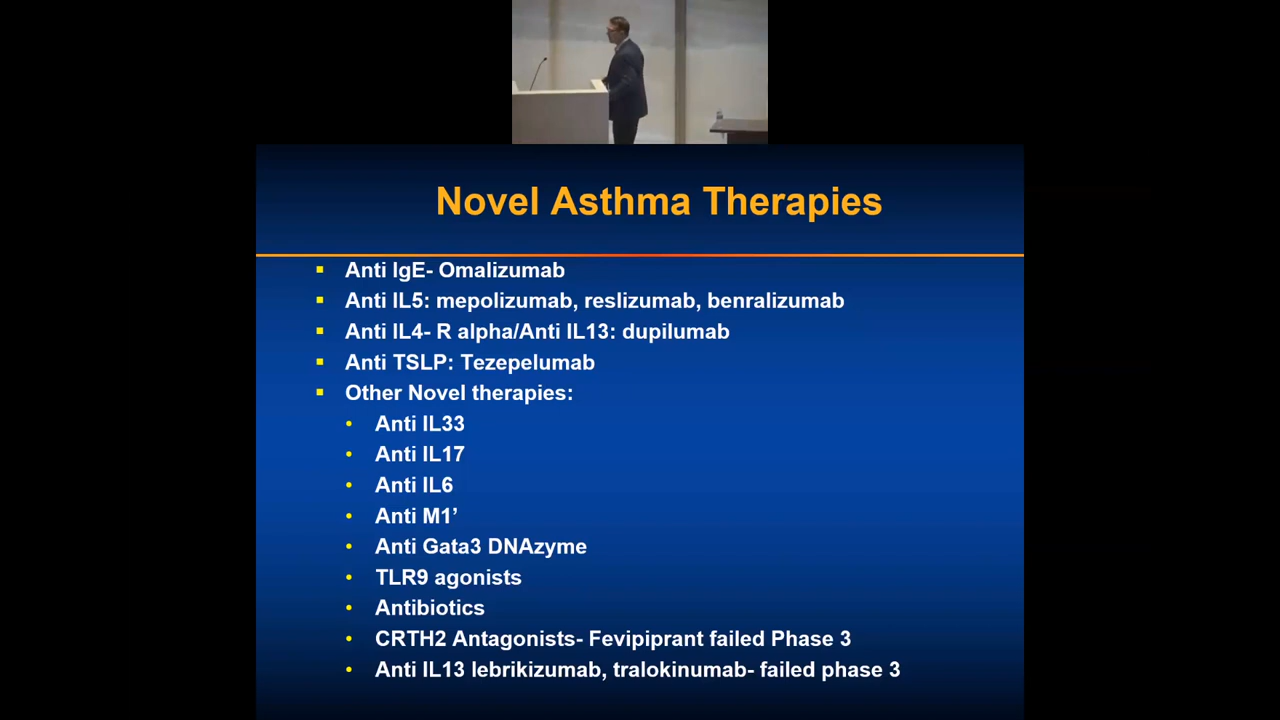 Novel Asthma Therapies
Anti IgE- Omalizumab
Anti IL5: mepolizumab, reslizumab, benralizumab
Anti IL4- R alpha/Anti IL13: dupilumab
Anti TSLP: Tezepelumab
Other Novel therapies:
Anti IL33
Anti IL17
Anti IL6
Anti M1’
Anti Gata3 DNAzyme
TLR9 agonists
Antibiotics
CRTH2 Antagonists- Fevipiprant failed Phase 3
Anti IL13 lebrikizumab, tralokinumab- failed phase 3